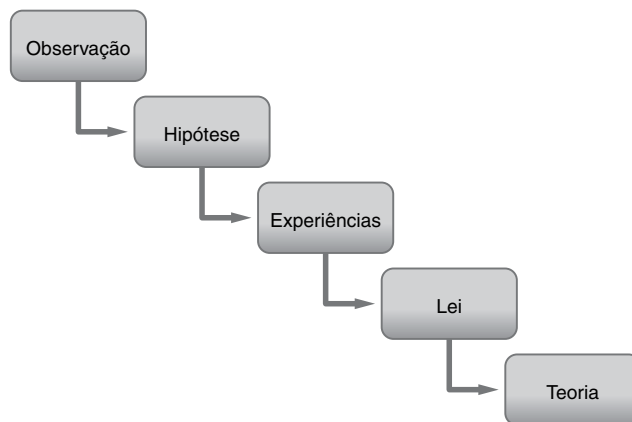 Observação
Hipótese
Experiências
Lei
Teoria